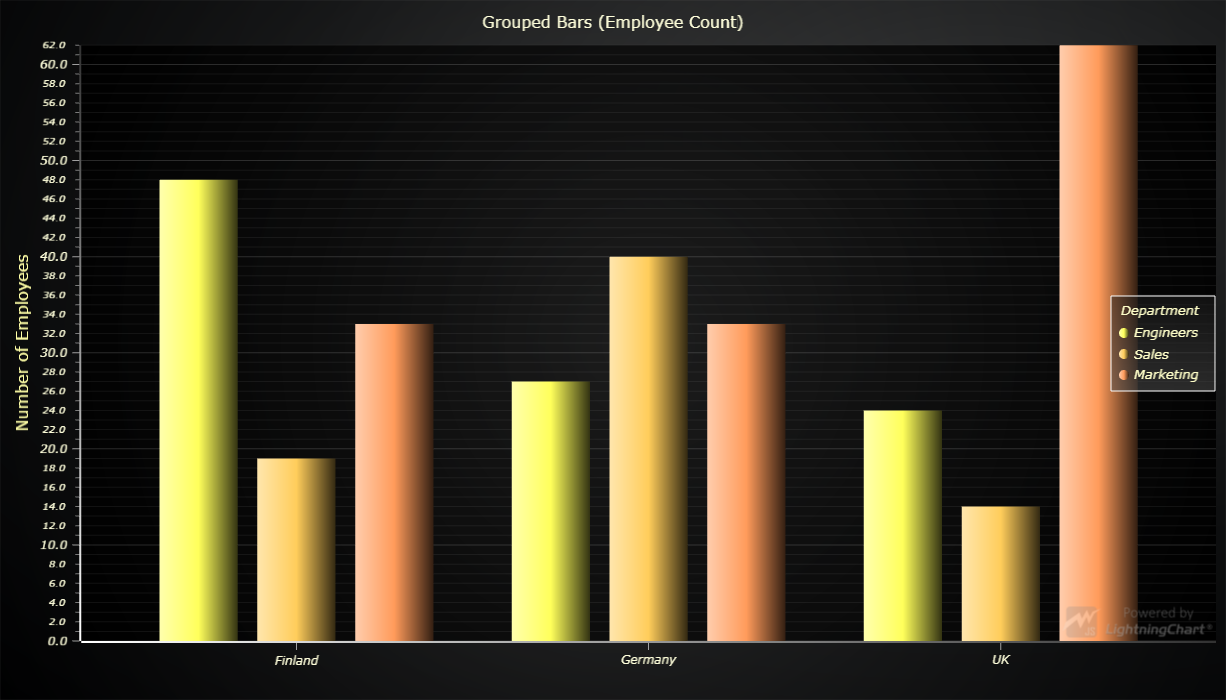 Grouped Bars (Employee Count)
Number of Employees
62.0
60.0
58.0
56.0
54.0
52.0
50.0
48.0
46.0
44.0
42.0
40.0
38.0
36.0
34.0
32.0
30.0
28.0
26.0
24.0
22.0
20.0
18.0
16.0
14.0
12.0
10.0
8.0
6.0
4.0
2.0
0.0
Finland
Germany
UK
Department
Engineers
Sales
Marketing
Powered by
LightningChart®